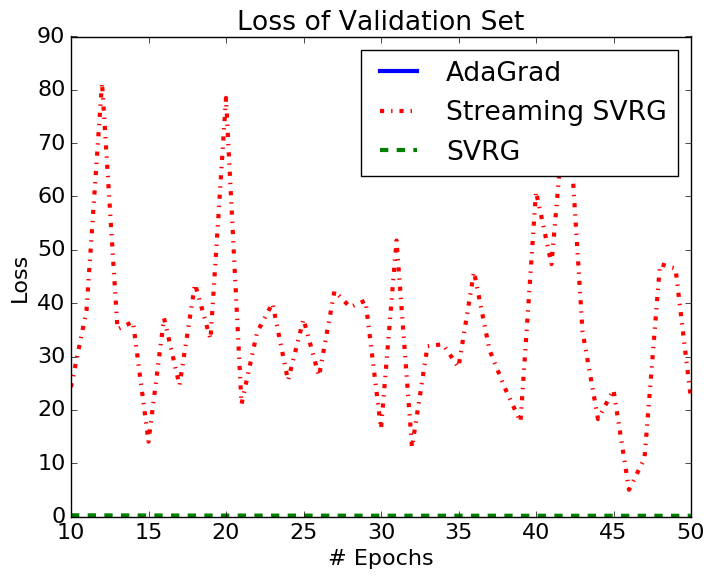 Loss of Validation Set
90
80
70
60
50
40
30
20
10
0
Loss
AdaGrad
Streaming SVRG
SVRG
10 15 20 25 30 35 40 45 50
# Epochs